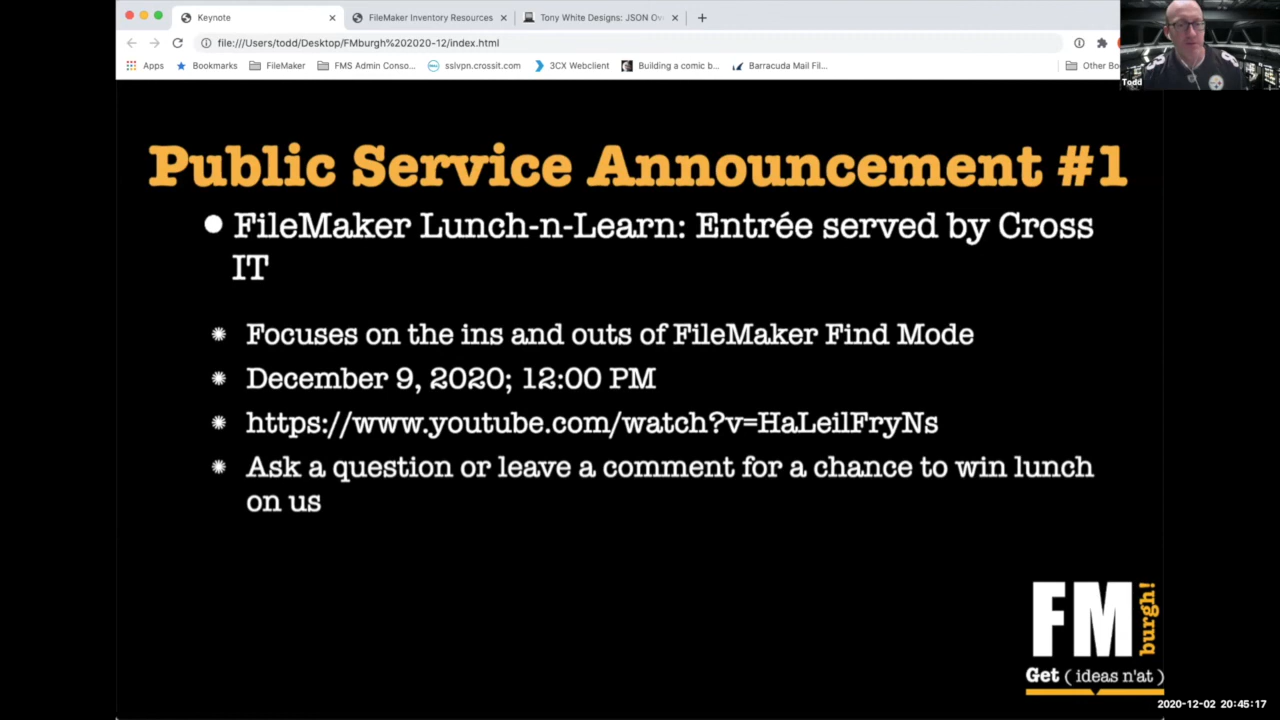 Keynote
FileMaker Inventory Resources
Tony White Designs: JSON Ov
file:///Users/todd/Desktop/FMburgh%202020-12/index.html
Apps
Bookmarks
FileMaker
FMS Admin Conso...
sslvpn.crossit.com
3CX Webclient
Building a comic b...
Barracuda Mail Fil...
Other Bo
Todd
Public Service Announcement #1
FileMaker Lunch-n-Learn: Entrée served by Cross
IT
Focuses on the ins and outs of FileMaker Find Mode
December 9, 2020; 12:00 PM
https://www.youtube.com/watch?v=HaLeilFryNs
Ask a question or leave a comment for a chance to win lunch
on us
FM
burgh!
Get ( ideas n'at )
2020-12-02 20:45:17